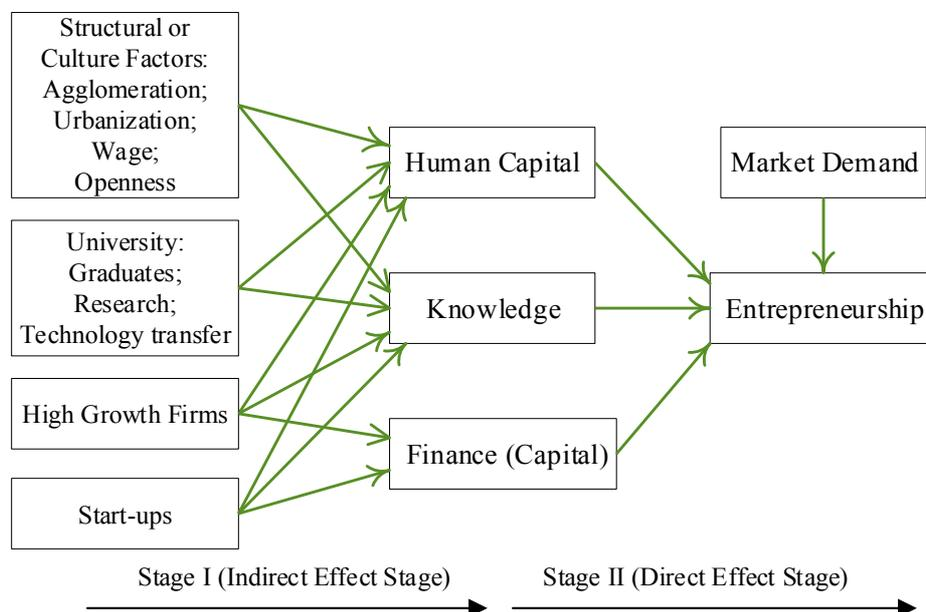 Structural or
Culture Factors:
Agglomeration;
Urbanization;
Wage;
Openness
University:
Graduates;
Research;
Technology transfer
High Growth Firms
Start-ups
Human Capital
Knowledge
Finance (Capital)
Market Demand
Entrepreneurship
Stage I (Indirect Effect Stage)
Stage II (Direct Effect Stage)